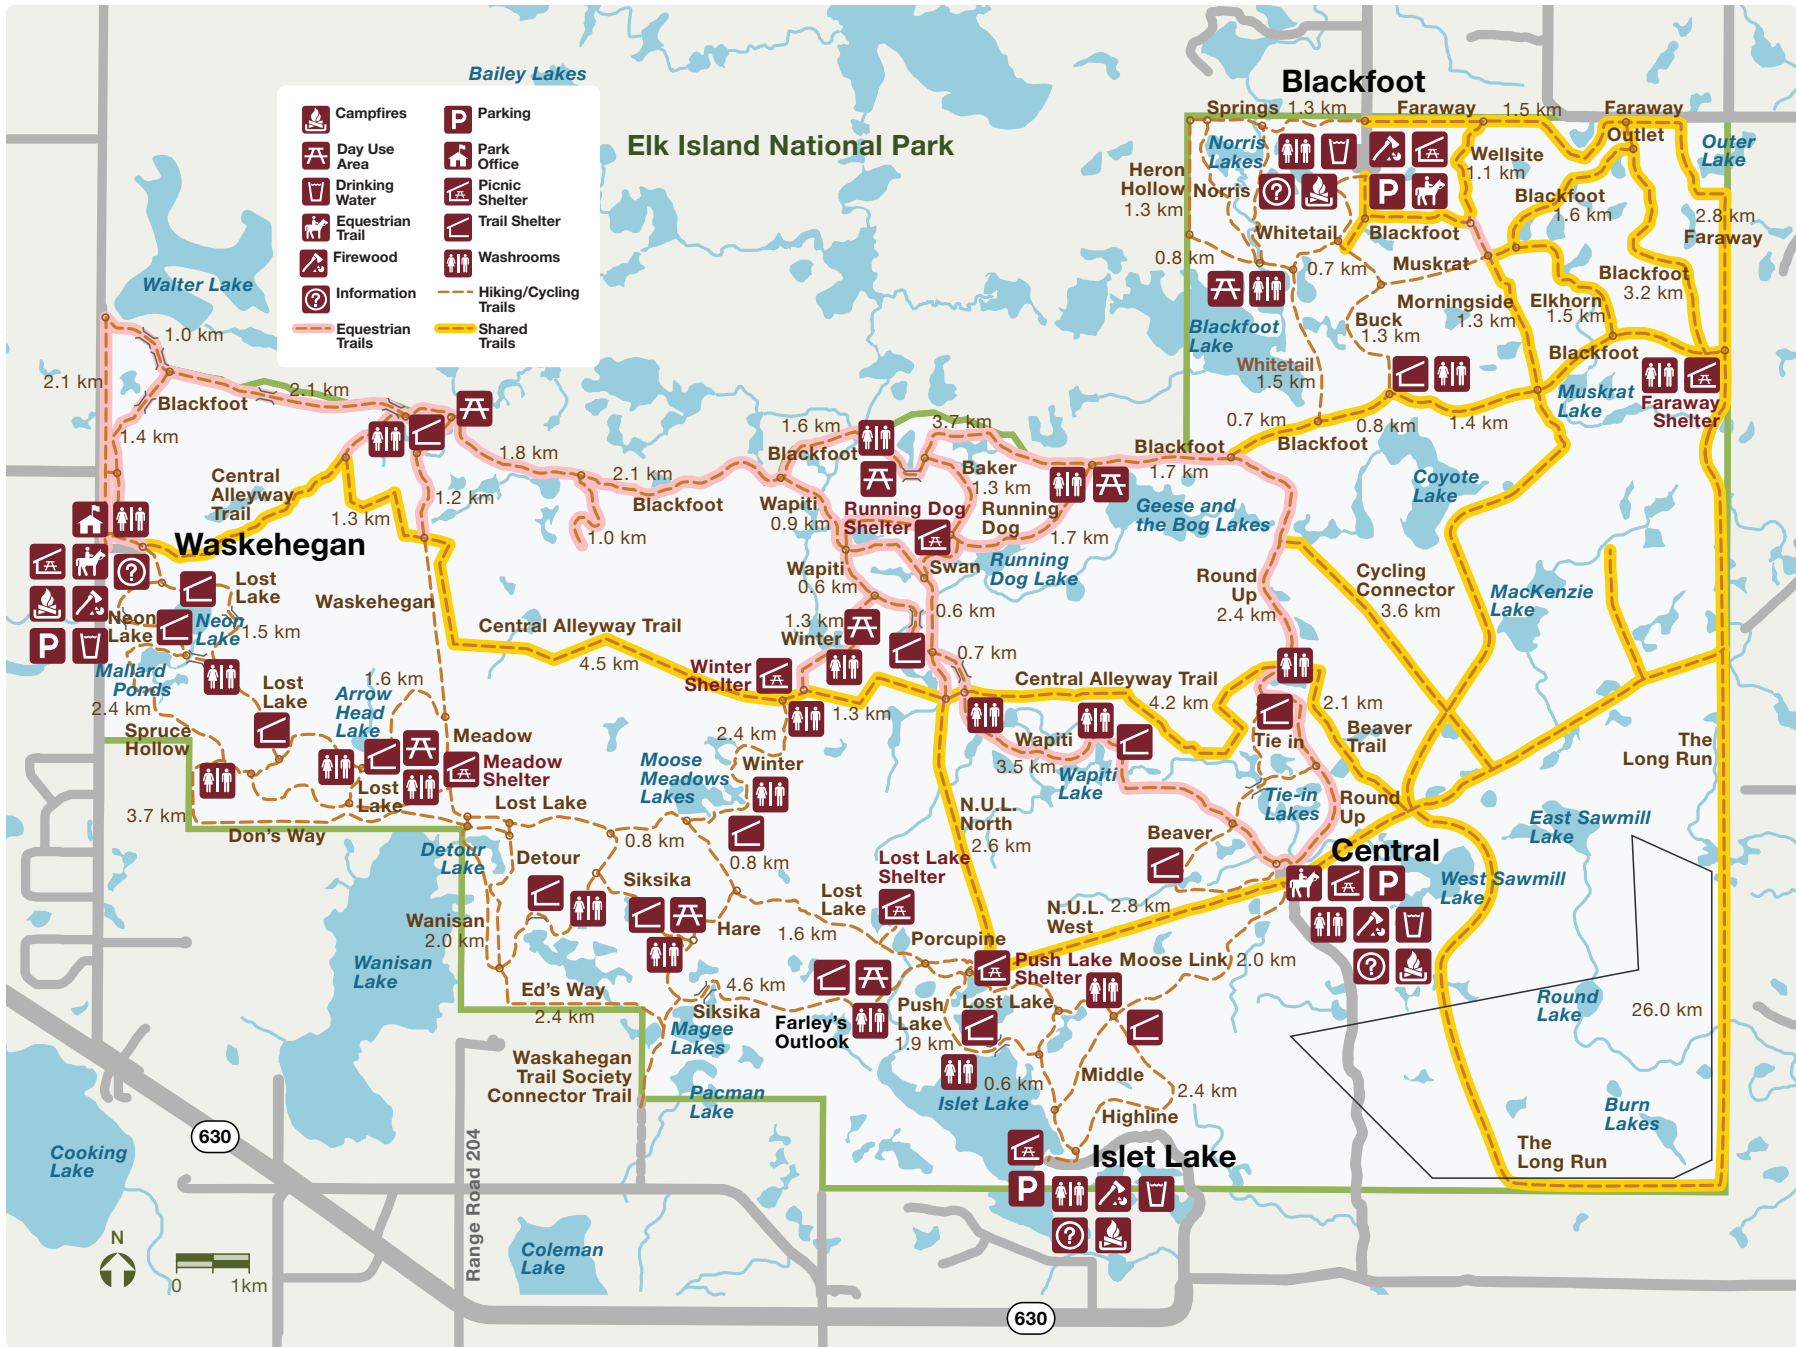 Bailey Lakes
Elk Island National Park
Blackfoot
Campfires
Parking
Day Use
Area
Park
Office
Drinking
Water
Picnic
Shelter
Equestrian
Trail
Trail Shelter
Firewood
Washrooms
Information
Hiking/Cycling
Trails
Equestrian
Trails
Shared
Trails
Springs 1.3 km
Faraway
1.5 km
Faraway
Outlet
Outer
Lake
Norris
Lakes
Wellsite
1.1 km
Heron
Hollow
1.3 km
Norris
Blackfoot
1.6 km
2.8 km
Faraway
Whitetail
Blackfoot
0.8 km
0.7 km
Muskrat
Blackfoot
3.2 km
Morningside
1.3 km
Elkhorn
1.5 km
Buck
1.3 km
Blackfoot
Lake
Blackfoot
Whitetail
1.5 km
Muskrat
Lake
Faraway
Shelter
0.7 km
Blackfoot
0.8 km
1.4 km
Walter Lake
1.0 km
2.1 km
2.1 km
Blackfoot
1.4 km
1.8 km
2.1 km
Blackfoot
1.6 km
Blackfoot
3.7 km
Baker
1.3 km
Blackfoot
1.7 km
Coyote
Lake
Central
Alleyway
Trail
1.3 km
1.2 km
1.0 km
Wapiti
0.9 km
Running Dog
Shelter
Running
Dog
1.7 km
Geese and
the Bog Lakes
Waskehegan
Running
Dog Lake
Swan
Wapiti
0.6 km
0.6 km
Round
Up
2.4 km
Cycling
Connector
3.6 km
MacKenzie
Lake
Lost
Lake
Waskehegan
Neon
Lake
Neon
Lake
1.5 km
Central Alleyway Trail
4.5 km
1.3 km
Winter
0.7 km
Mallard
Ponds
2.4 km
Lost
Lake
1.6 km
Arrow
Head
Lake
Winter
Shelter
1.3 km
Central Alleyway Trail
4.2 km
2.1 km
Beaver
Trail
Spruce
Hollow
Meadow
Meadow
Shelter
Lost
Lake
Moose
Meadows
Lakes
2.4 km
Winter
Wapiti
3.5 km
Wapiti
Lake
Tie in
The
Long Run
3.7 km
Don's Way
Lost Lake
0.8 km
N.U.L.
North
2.6 km
Tie-in
Lakes
Round
Up
East Sawmill
Lake
Detour
Lake
Detour
0.8 km
Beaver
Central
Siksika
Lost Lake
Shelter
Lost
Lake
West Sawmill
Lake
Wanisan
2.0 km
Hare
1.6 km
N.U.L.
West
2.8 km
Wanisan
Lake
Porcupine
Push Lake
Shelter
Moose Link
2.0 km
Ed's Way
2.4 km
4.6 km
Siksika
Magee
Lakes
Farley's
Outlook
Push
Lake
1.9 km
Lost Lake
Round
Lake
26.0 km
Waskahegan
Trail Society
Connector Trail
Pacman
Lake
0.6 km
Islet Lake
Middle
2.4 km
Highline
Burn
Lakes
Cooking
Lake
630
Range Road 204
Islet Lake
The
Long Run
N
0
1km
Coleman
Lake
630